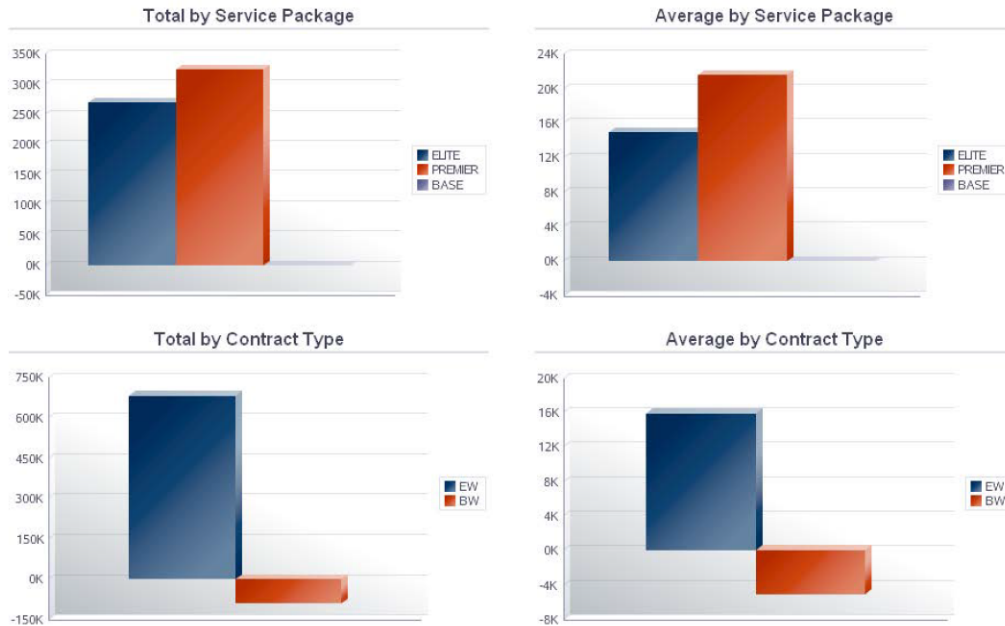 Total by Service Package
350K
300K
250K
200K
150K
100K
50K
0K
-50K
ELITE
PREMIER
BASE
Average by Service Package
24K
20K
16K
12K
8K
4K
0K
-4K
ELITE
PREMIER
BASE
Total by Contract Type
750K
600K
450K
300K
150K
0K
-150K
EW
BW
Average by Contract Type
20K
16K
12K
8K
4K
0K
-4K
-8K
EW
BW